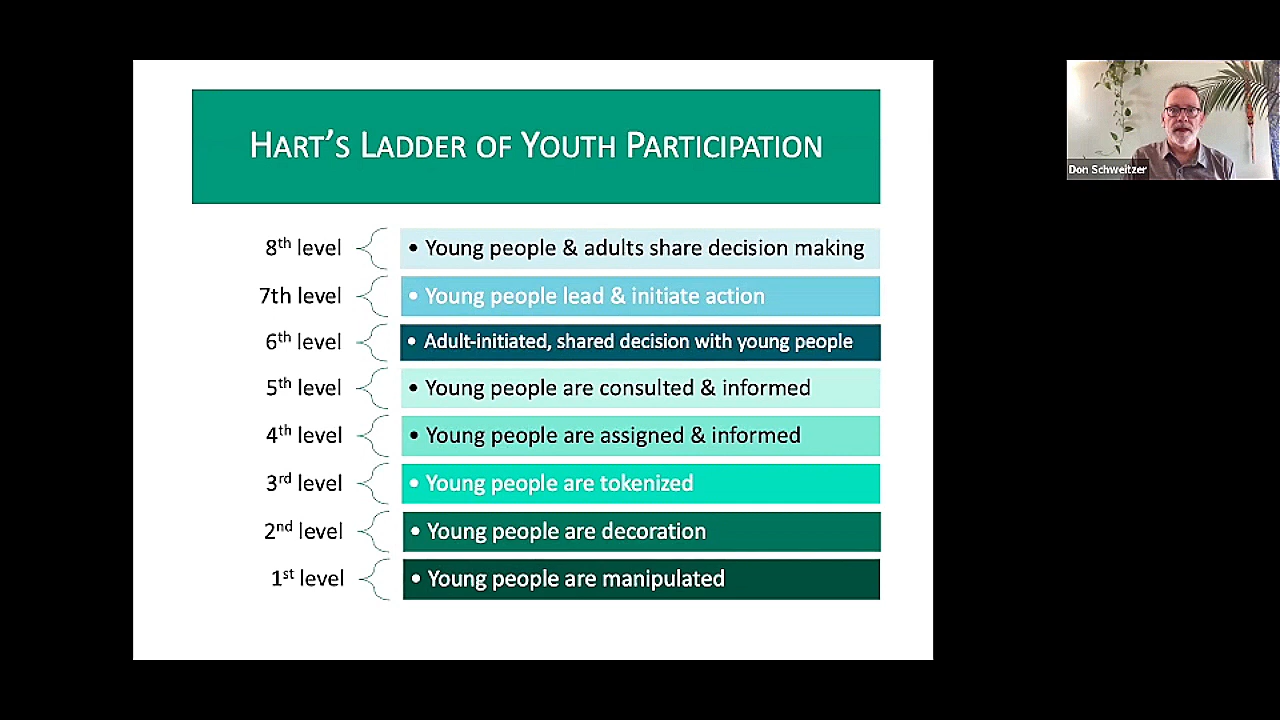 HART'S LADDER OF YOUTH PARTICIPATION
8th level
• Young people & adults share decision making
7th level
• Young people lead & initiate action
6th level
• Adult-initiated, shared decision with young people
5th level
• Young people are consulted & informed
4th level
• Young people are assigned & informed
3rd level
• Young people are tokenized
2nd level
• Young people are decoration
1st level
• Young people are manipulated
Don Schweitzer